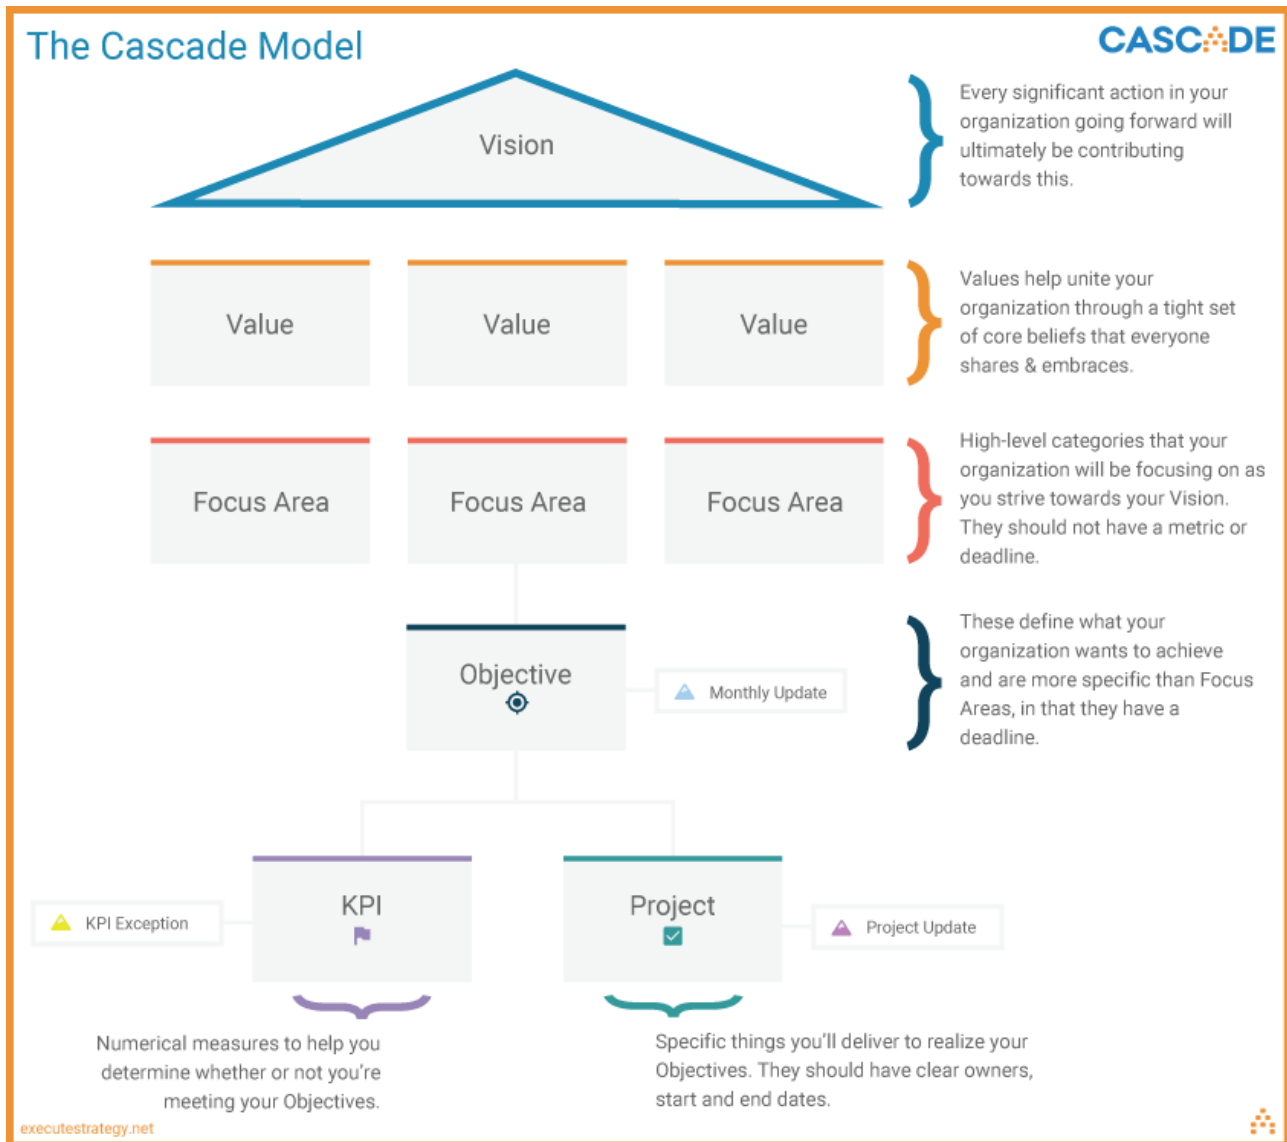 The Cascade Model
CASCADE
Vision
Every significant action in your
organization going forward will
ultimately be contributing
towards this.
Value
Value
Value
Values help unite your
organization through a tight set
of core beliefs that everyone
shares & embraces.
Focus Area
Focus Area
Focus Area
High-level categories that your
organization will be focusing on as
you strive towards your Vision.
They should not have a metric or
deadline.
Objective
Monthly Update
These define what your
organization wants to achieve
and are more specific than Focus
Areas, in that they have a
deadline.
KPI Exception
KPI
Project
Project Update
Numerical measures to help you
determine whether or not you're
meeting your Objectives.
Specific things you'll deliver to realize your
Objectives. They should have clear owners,
start and end dates.
executestrategy.net